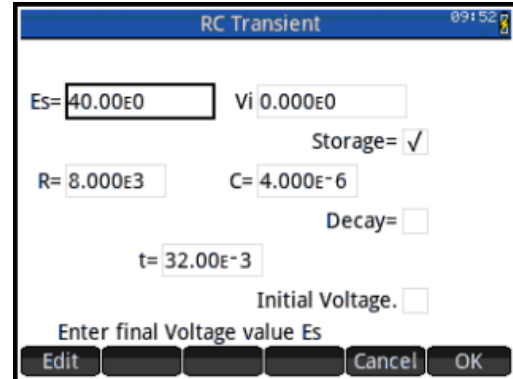 RC Transient 09:52
Es= 40.00E0 Vi 0.000E0
Storage= √
R= 8.000E3 C= 4.000E-6
Decay=
t= 32.00E-3
Initial Voltage.
Enter final Voltage value Es
Edit Cancel OK